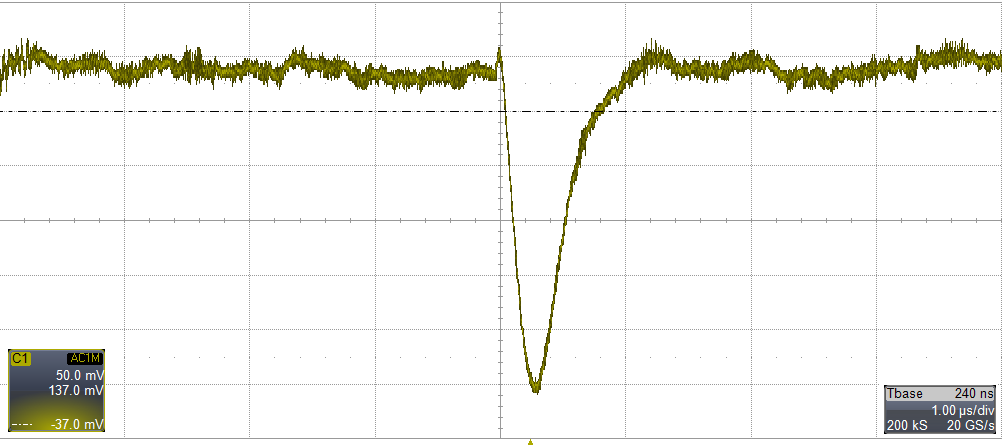 C1 AC1M
50.0 mV
137.0 mV
-37.0 mV
Tbase 240 ns
1.00 µs/div
200 kS 20 GS/s